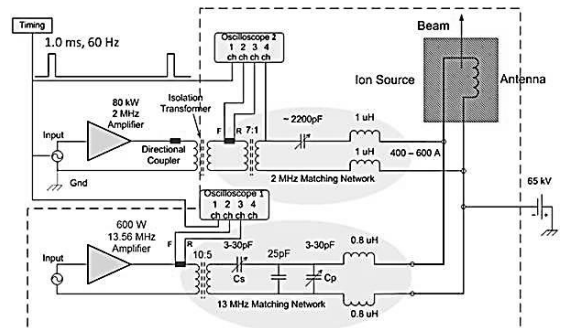 Timing
1.0 ms, 60 Hz
Oscilloscope 2
1 2 3 4
ch ch ch ch
Beam
Ion Source
Antenna
Isolation
Transformer
80 kW
2 MHz
Amplifier
Input
Directional
Coupler
Gnd
F
R
7:1
~ 2200pF
1 uH
1 uH
400 – 600 A
2 MHz Matching Network
65 kV
Oscilloscope 1
1 2 3 4
ch ch ch ch
600 W
13.56 MHz
Amplifier
Input
F
R
10:5
3-30pF
Cs
25pF
3-30pF
Cp
0.8 uH
0.8 uH
13 MHz Matching Network